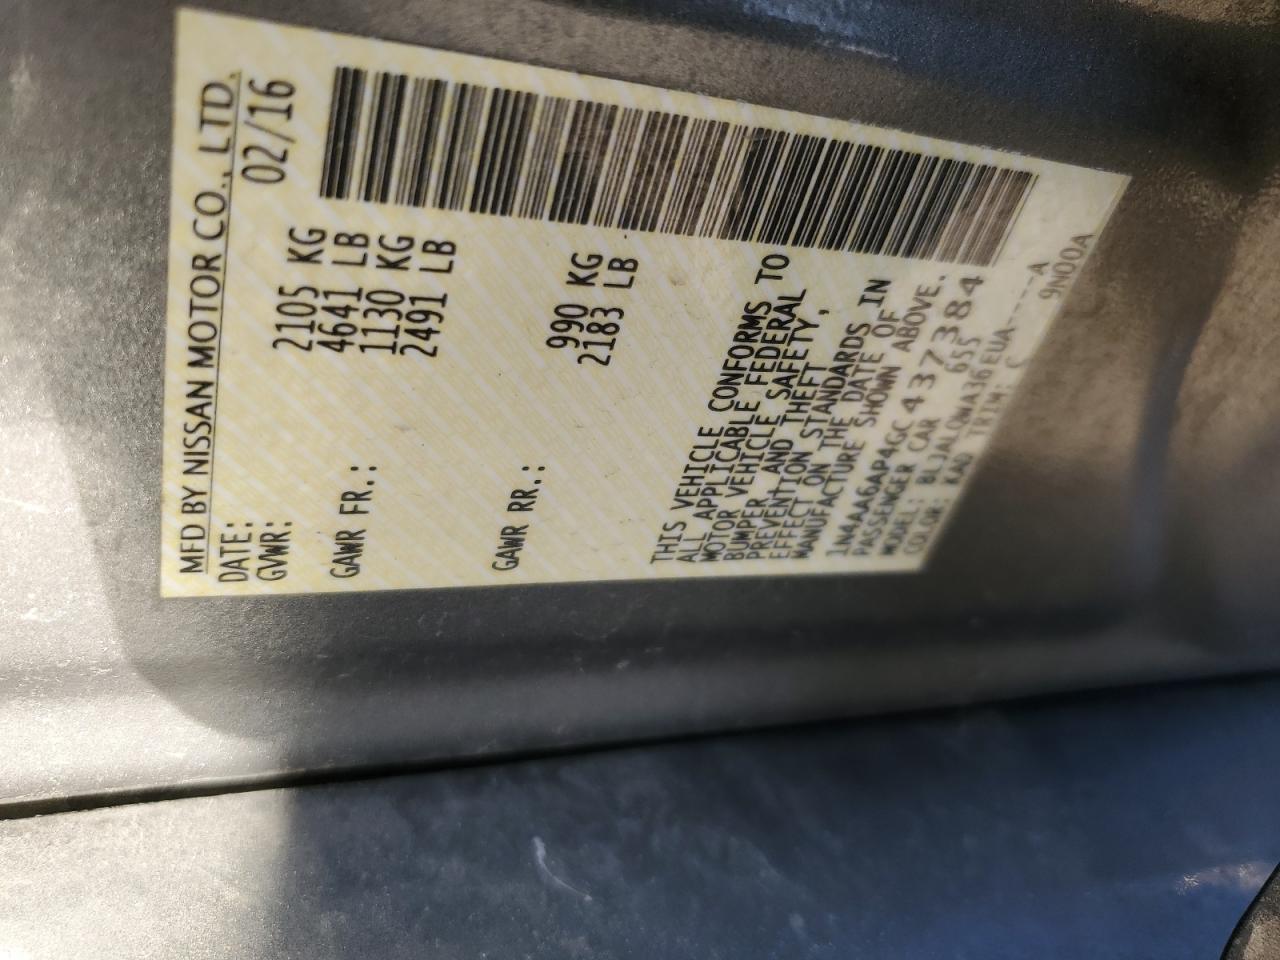 MFD BY NISSAN MOTOR CO., LTD.
DATE: 02/16
GVWR: 2105 KG
4641 LB
GAWR FR.: 1130 KG
2491 LB
GAWR RR.: 990 KG
2183 LB
THIS VEHICLE CONFORMS TO
ALL APPLICABLE FEDERAL
MOTOR VEHICLE SAFETY,
BUMPER AND THEFT
PREVENTION STANDARDS IN
EFFECT ON THE DATE OF
MANUFACTURE SHOWN ABOVE.
1N4AA6AP4GC 437384
PASSENGER CAR 655
MODEL: BLJALQWA36EUA-----A
COLOR: KAD TRIM: 9N00A